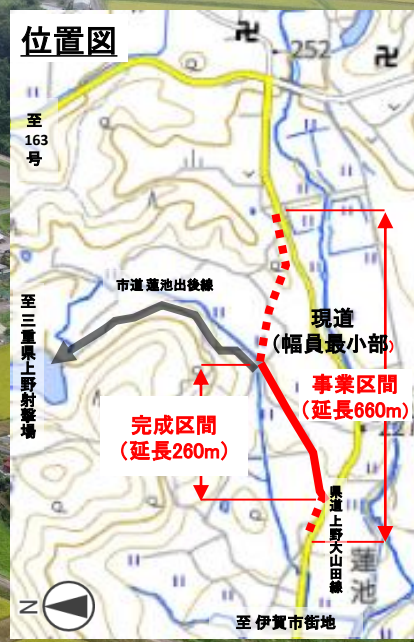 位置図
252
至
163
号
市道 蓮池出後線
至 三重県上野射撃場
現道
(幅員最小部)
事業区間
(延長660m)
完成区間
(延長260m)
県道 上野大山田線
蓮池
N
至 伊賀市街地